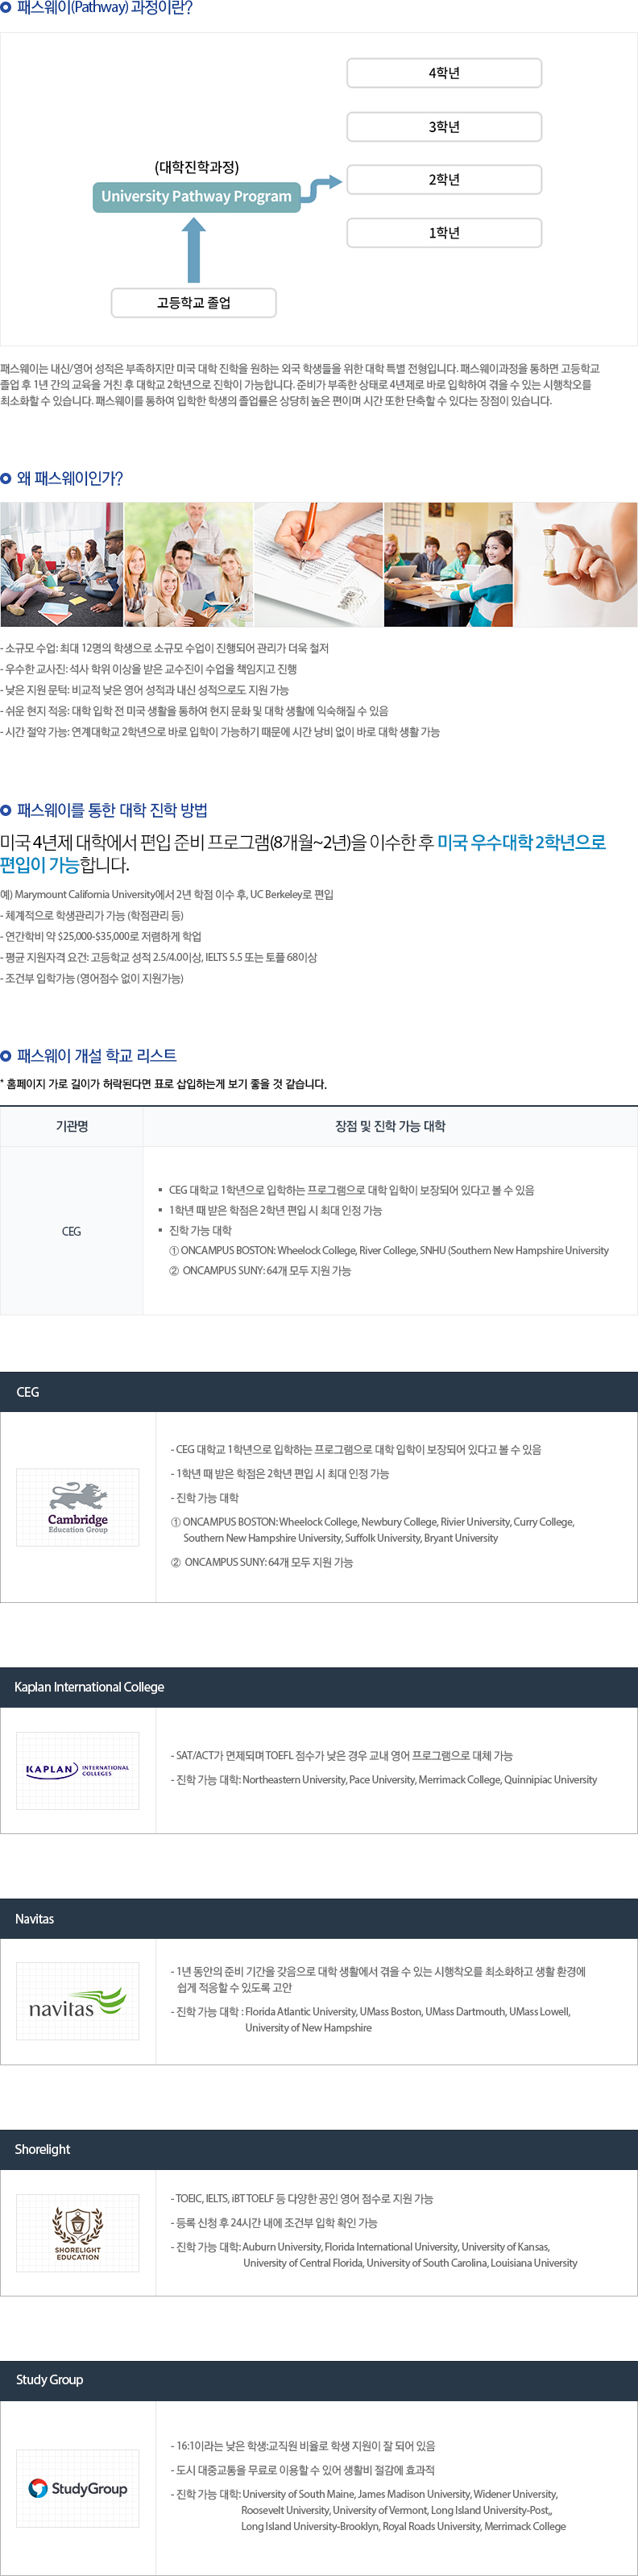 패스웨이(Pathway) 과정이란?
4학년
3학년
(대학진학과정)
University Pathway Program
2학년
1학년
고등학교 졸업
패스웨이는 내신/영어 성적은 부족하지만 미국 대학 진학을 원하는 외국 학생들을 위한 대학 특별 전형입니다. 패스웨이과정을 통하면 고등학교
졸업 후 1년 간의 교육을 거친 후 대학교 2학년으로 진학이 가능합니다. 준비가 부족한 상태로 4년제로 바로 입학하여 겪을 수 있는 시행착오를
최소화할 수 있습니다. 패스웨이를 통하여 입학한 학생의 졸업률은 상당히 높은 편이며 시간 또한 단축할 수 있다는 장점이 있습니다.
왜 패스웨이인가?
- 소규모 수업: 최대 12명의 학생으로 소규모 수업이 진행되어 관리가 더욱 철저
- 우수한 교사진: 석사 학위 이상을 받은 교수진이 수업을 책임지고 진행
- 낮은 지원 문턱: 비교적 낮은 영어 성적과 내신 성적으로도 지원 가능
- 쉬운 현지 적응: 대학 입학 전 미국 생활을 통하여 현지 문화 및 대학 생활에 익숙해질 수 있음
- 시간 절약 가능: 연계대학교 2학년으로 바로 입학이 가능하기 때문에 시간 낭비 없이 바로 대학 생활 가능
패스웨이를 통한 대학 진학 방법
미국 4년제 대학에서 편입 준비 프로그램(8개월~2년)을 이수한 후 미국 우수대학 2학년으로
편입이 가능합니다.
예) Marymount California University에서 2년 학점 이수 후, UC Berkeley로 편입
- 체계적으로 학생관리가 가능 (학점관리 등)
- 연간학비 약 $25,000-$35,000로 저렴하게 학업
- 평균 지원자격 요건: 고등학교 성적 2.5/4.0이상, IELTS 5.5 또는 토플 68이상
- 조건부 입학가능 (영어점수 없이 지원가능)
패스웨이 개설 학교 리스트
* 홈페이지 가로 길이가 허락된다면 표로 삽입하는게 보기 좋을 것 같습니다.
기관명
장점 및 진학 가능 대학
CEG
▪ CEG 대학교 1학년으로 입학하는 프로그램으로 대학 입학이 보장되어 있다고 볼 수 있음
▪ 1학년 때 받은 학점은 2학년 편입 시 최대 인정 가능
▪ 진학 가능 대학
① ONCAMPUS BOSTON: Wheelock College, River College, SNHU (Southern New Hampshire University
② ONCAMPUS SUNY: 64개 모두 지원 가능
CEG
Cambridge
Education Group
- CEG 대학교 1학년으로 입학하는 프로그램으로 대학 입학이 보장되어 있다고 볼 수 있음
- 1학년 때 받은 학점은 2학년 편입 시 최대 인정 가능
- 진학 가능 대학
① ONCAMPUS BOSTON: Wheelock College, Newbury College, Rivier University, Curry College,
Southern New Hampshire University, Suffolk University, Bryant University
② ONCAMPUS SUNY: 64개 모두 지원 가능
Kaplan International College
KAPLAN INTERNATIONAL
COLLEGES
- SAT/ACT가 면제되며 TOEFL 점수가 낮은 경우 교내 영어 프로그램으로 대체 가능
- 진학 가능 대학: Northeastern University, Pace University, Merrimack College, Quinnipiac University
Navitas
navitas
- 1년 동안의 준비 기간을 갖음으로 대학 생활에서 겪을 수 있는 시행착오를 최소화하고 생활 환경에
쉽게 적응할 수 있도록 고안
- 진학 가능 대학 : Florida Atlantic University, UMass Boston, UMass Dartmouth, UMass Lowell,
University of New Hampshire
Shorelight
SHORELIGHT
EDUCATION
- TOEIC, IELTS, iBT TOELF 등 다양한 공인 영어 점수로 지원 가능
- 등록 신청 후 24시간 내에 조건부 입학 확인 가능
- 진학 가능 대학: Auburn University, Florida International University, University of Kansas,
University of Central Florida, University of South Carolina, Louisiana University
Study Group
StudyGroup
- 16:1이라는 낮은 학생:교직원 비율로 학생 지원이 잘 되어 있음
- 도시 대중교통을 무료로 이용할 수 있어 생활비 절감에 효과적
- 진학 가능 대학: University of South Maine, James Madison University, Widener University,
Roosevelt University, University of Vermont, Long Island University-Post,,
Long Island University-Brooklyn, Royal Roads University, Merrimack College